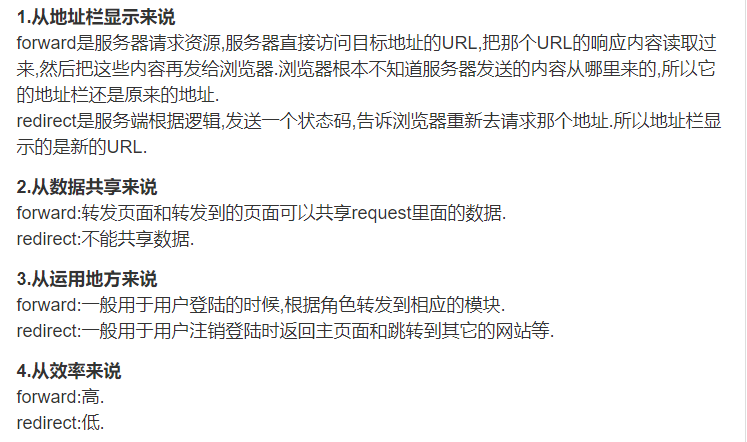 1.从地址栏显示来说
forward是服务器请求资源,服务器直接访问目标地址的URL,把那个URL的响应内容读取过
来,然后把这些内容再发给浏览器.浏览器根本不知道服务器发送的内容从哪里来的,所以它
的地址栏还是原来的地址.
redirect是服务端根据逻辑,发送一个状态码,告诉浏览器重新去请求那个地址.所以地址栏显
示的是新的URL.
2.从数据共享来说
forward:转发页面和转发到的页面可以共享request里面的数据.
redirect:不能共享数据.
3.从运用地方来说
forward:一般用于用户登陆的时候,根据角色转发到相应的模块.
redirect:一般用于用户注销登陆时返回主页面和跳转到其它的网站等.
4.从效率来说
forward:高.
redirect:低.